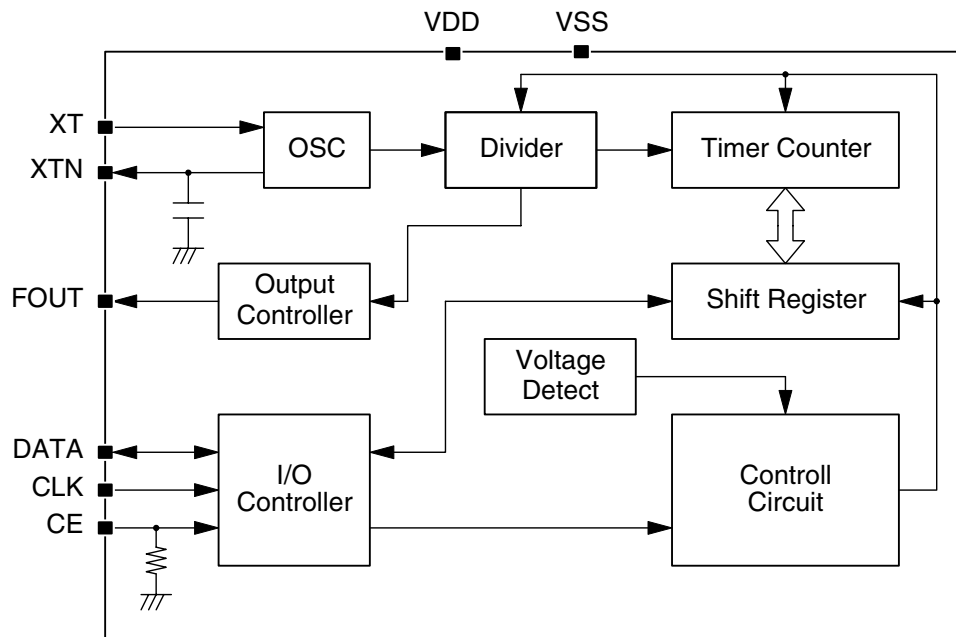 VDD
VSS
XT
OSC
Divider
Timer Counter
XTN
FOUT
Output
Controller
Shift Register
Voltage
Detect
DATA
CLK
CE
I/O
Controller
Controll
Circuit